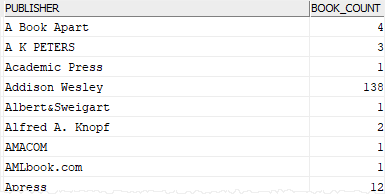 PUBLISHER BOOK_COUNT
A Book Apart 4
A K PETERS 3
Academic Press 1
Addison Wesley 138
Albert&Sweigart 1
Alfred A. Knopf 2
AMACOM 1
AMLbook.com 1
Apress 12